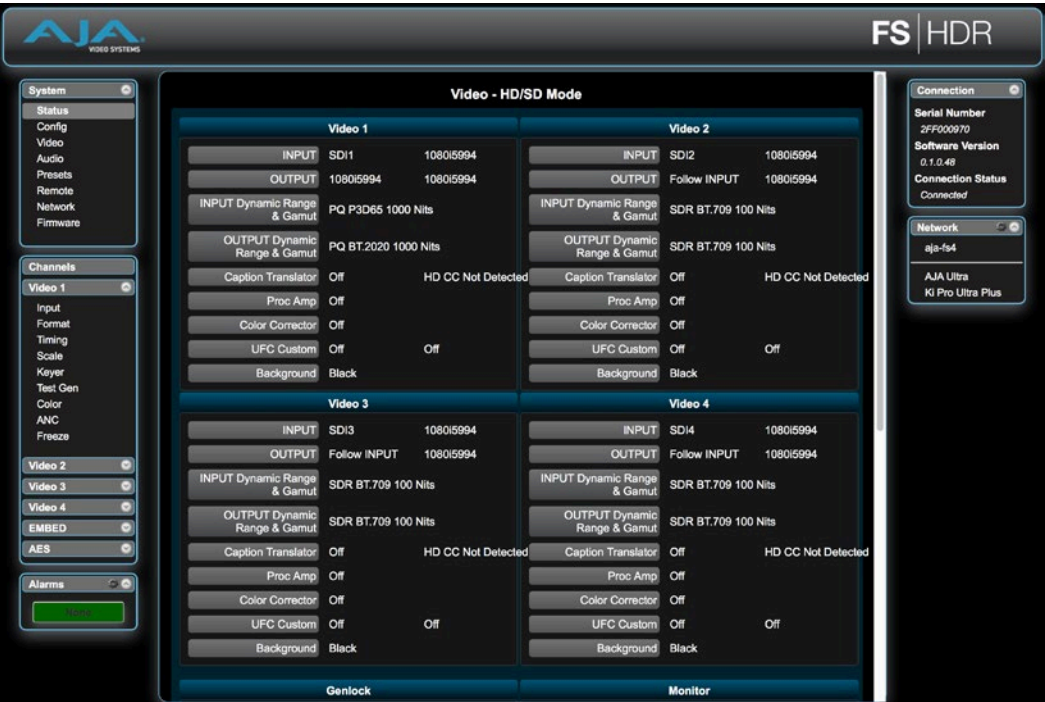 AJA
VIDEO SYSTEMS
FS | HDR
System
Status
Config
Video
Audio
Presets
Remote
Network
Firmware
Channels
Video 1
Input
Format
Timing
Scale
Keyer
Test Gen
Color
ANC
Freeze
Video 2
Video 3
Video 4
EMBED
AES
Alarms
None
Video - HD/SD Mode
Video 1
INPUT SDI1 1080i5994
OUTPUT 1080i5994 1080i5994
INPUT Dynamic Range
& Gamut PQ P3D65 1000 Nits
OUTPUT Dynamic
Range & Gamut PQ BT.2020 1000 Nits
Caption Translator Off HD CC Not Detected
Proc Amp Off
Color Corrector Off
UFC Custom Off Off
Background Black
Video 2
INPUT SDI2 1080i5994
OUTPUT Follow INPUT 1080i5994
INPUT Dynamic Range
& Gamut SDR BT.709 100 Nits
OUTPUT Dynamic
Range & Gamut SDR BT.709 100 Nits
Caption Translator Off HD CC Not Detected
Proc Amp Off
Color Corrector Off
UFC Custom Off Off
Background Black
Video 3
INPUT SDI3 1080i5994
OUTPUT Follow INPUT 1080i5994
INPUT Dynamic Range
& Gamut SDR BT.709 100 Nits
OUTPUT Dynamic
Range & Gamut SDR BT.709 100 Nits
Caption Translator Off HD CC Not Detected
Proc Amp Off
Color Corrector Off
UFC Custom Off Off
Background Black
Video 4
INPUT SDI4 1080i5994
OUTPUT Follow INPUT 1080i5994
INPUT Dynamic Range
& Gamut SDR BT.709 100 Nits
OUTPUT Dynamic
Range & Gamut SDR BT.709 100 Nits
Caption Translator Off HD CC Not Detected
Proc Amp Off
Color Corrector Off
UFC Custom Off Off
Background Black
Genlock
Monitor
Connection
Serial Number
2FF000970
Software Version
0.1.0.48
Connection Status
Connected
Network
aja-fs4
AJA Ultra
Ki Pro Ultra Plus